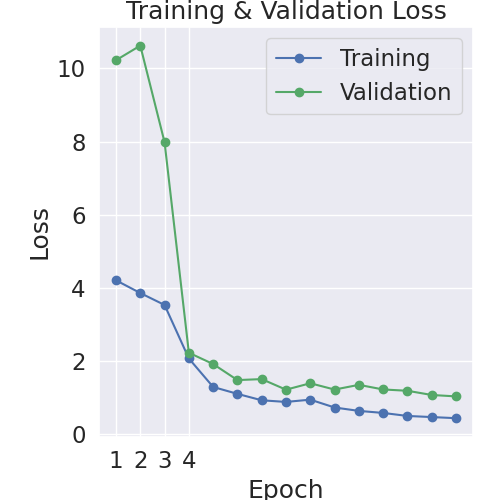 Training & Validation Loss
Training
Validation
Loss
10
8
6
4
2
0
1 2 3 4
Epoch